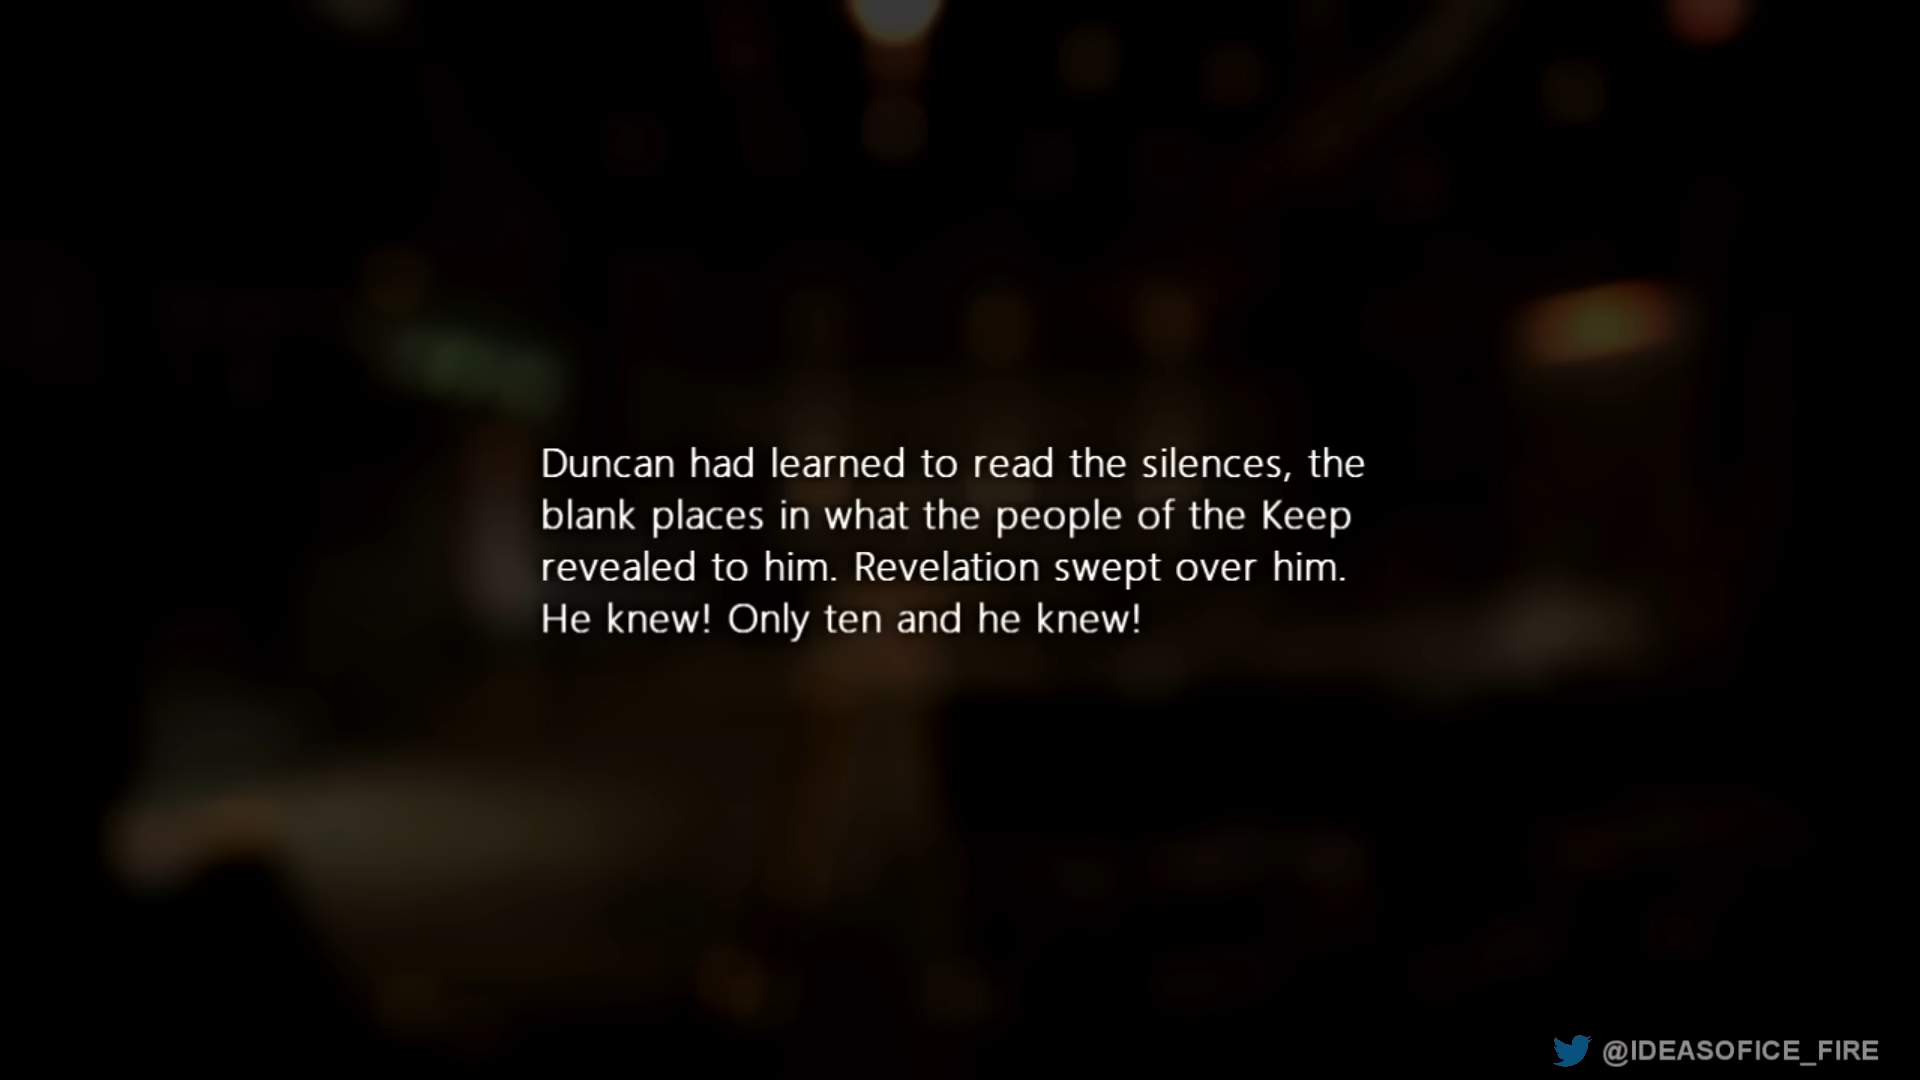 Duncan had learned to read the silences, the
blank places in what the people of the Keep
revealed to him. Revelation swept over him.
He knew! Only ten and he knew!
@IDEASOFICE_FIRE